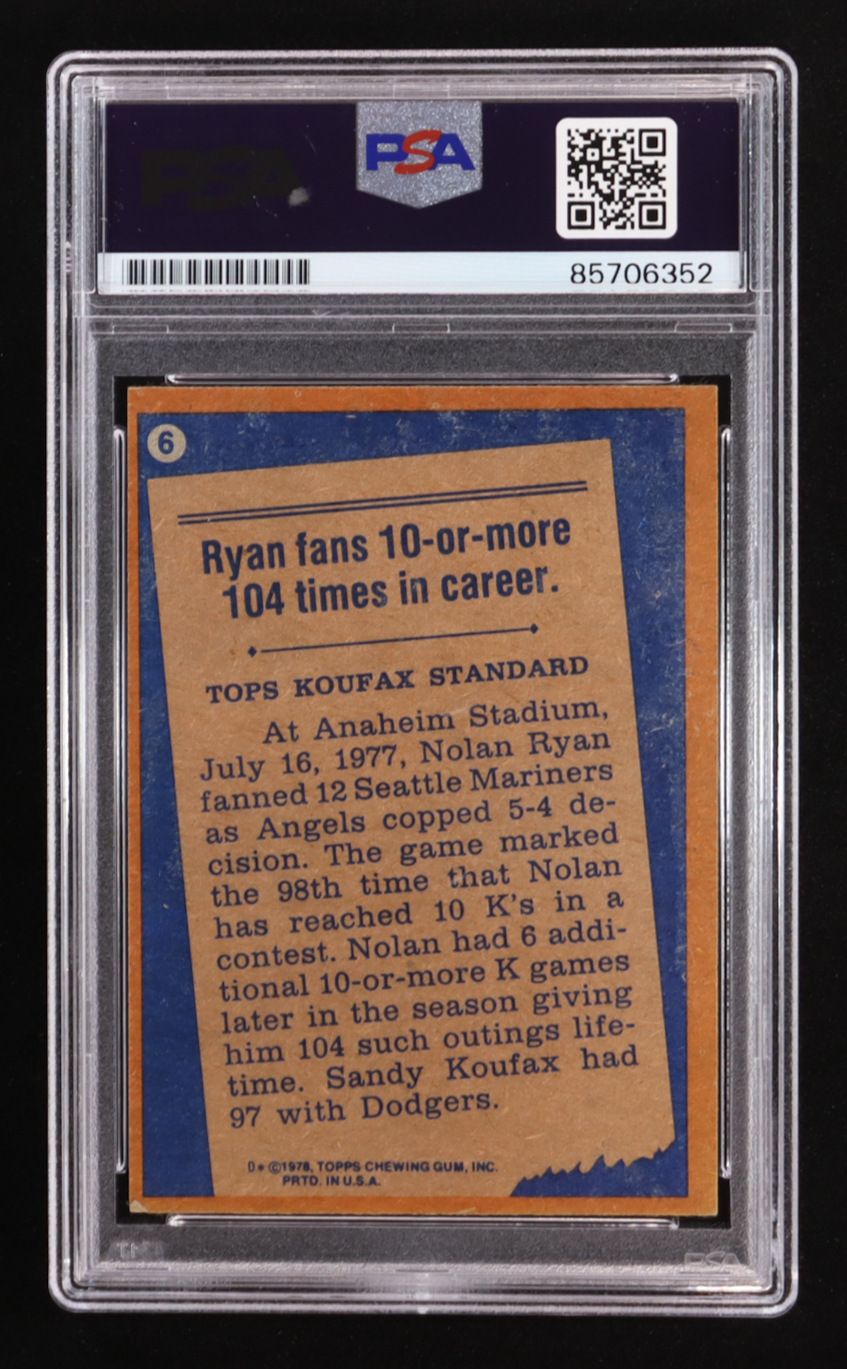 PSA
85706352
6
Ryan fans 10-or-more
104 times in career.
TOPS KOUFAX STANDARD
At Anaheim Stadium,
July 16, 1977, Nolan Ryan
fanned 12 Seattle Mariners
as Angels copped 5-4 de-
cision. The game marked
the 98th time that Nolan
has reached 10 K's in a
contest. Nolan had 6 addi-
tional 10-or-more K games
later in the season giving
him 104 such outings life-
time. Sandy Koufax had
97 with Dodgers.
D* ©1978, TOPPS CHEWING GUM, INC.
PRTD. IN U.S.A.
PSA